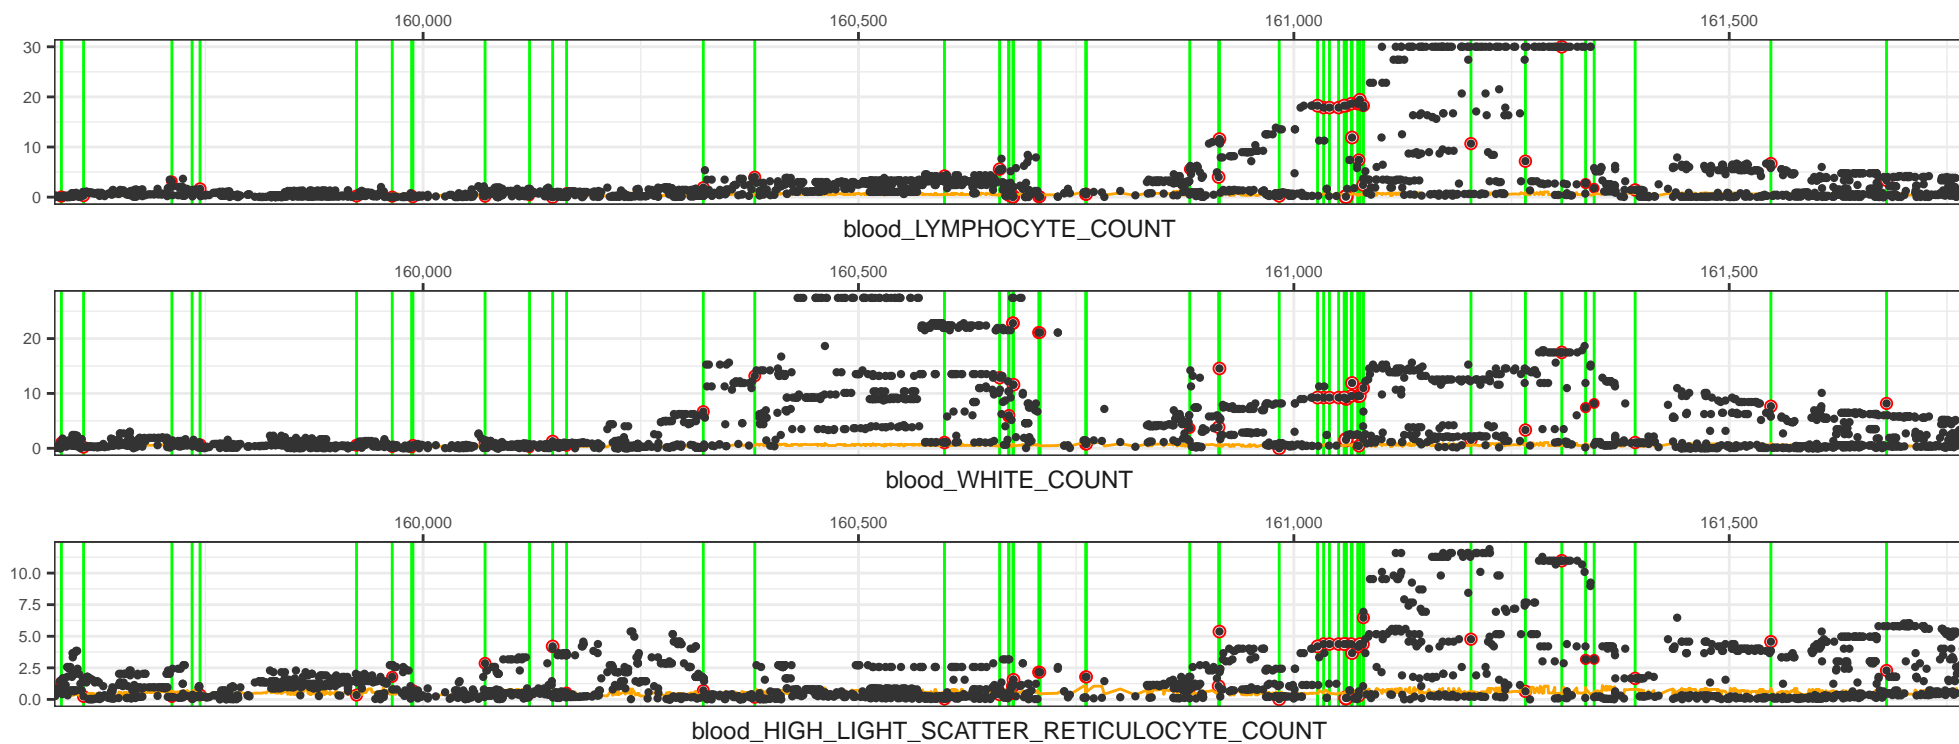 160,000 160,500 161,000 161,500
30
20
10
0
blood_LYMPHOCYTE_COUNT
160,000 160,500 161,000 161,500
20
10
0
blood_WHITE_COUNT
160,000 160,500 161,000 161,500
10.0
7.5
5.0
2.5
0.0
blood_HIGH_LIGHT_SCATTER_RETICULOCYTE_COUNT